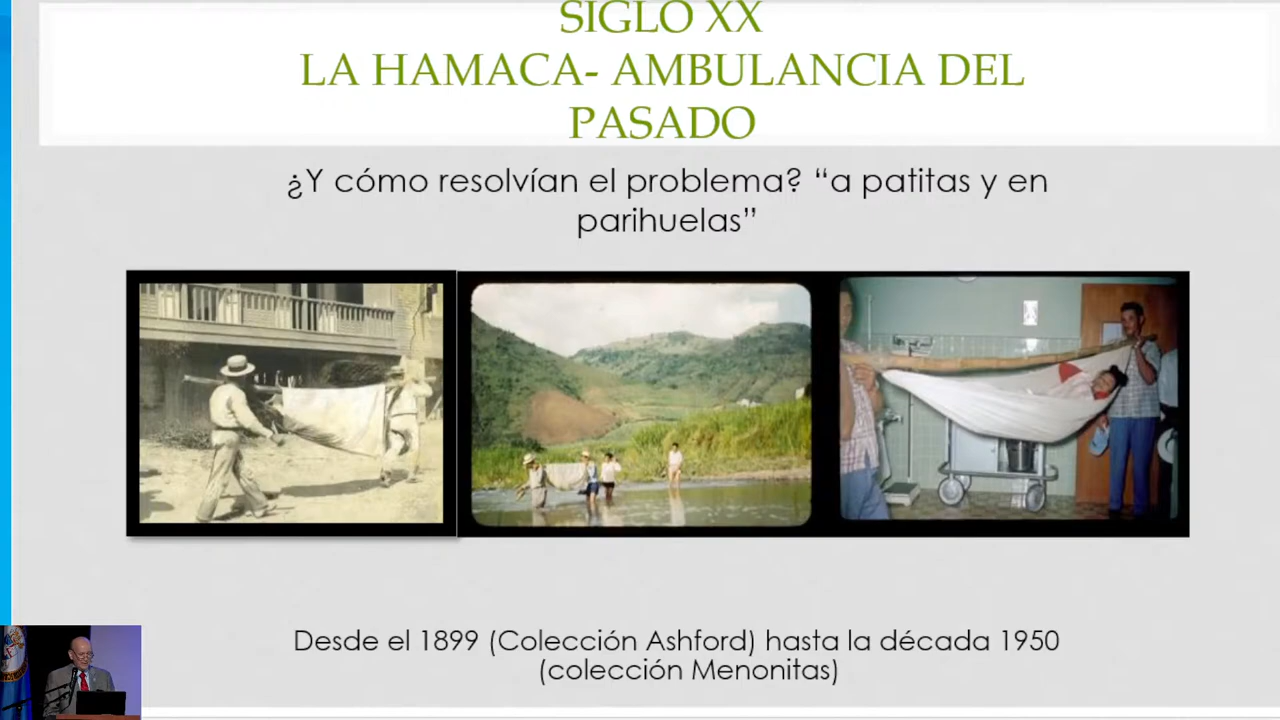 SIGLO XX
LA HAMACA- AMBULANCIA DEL
PASADO
¿Y cómo resolvían el problema? “a patitas y en
parihuelas”
Desde el 1899 (Colección Ashford) hasta la década 1950
(colección Menonitas)